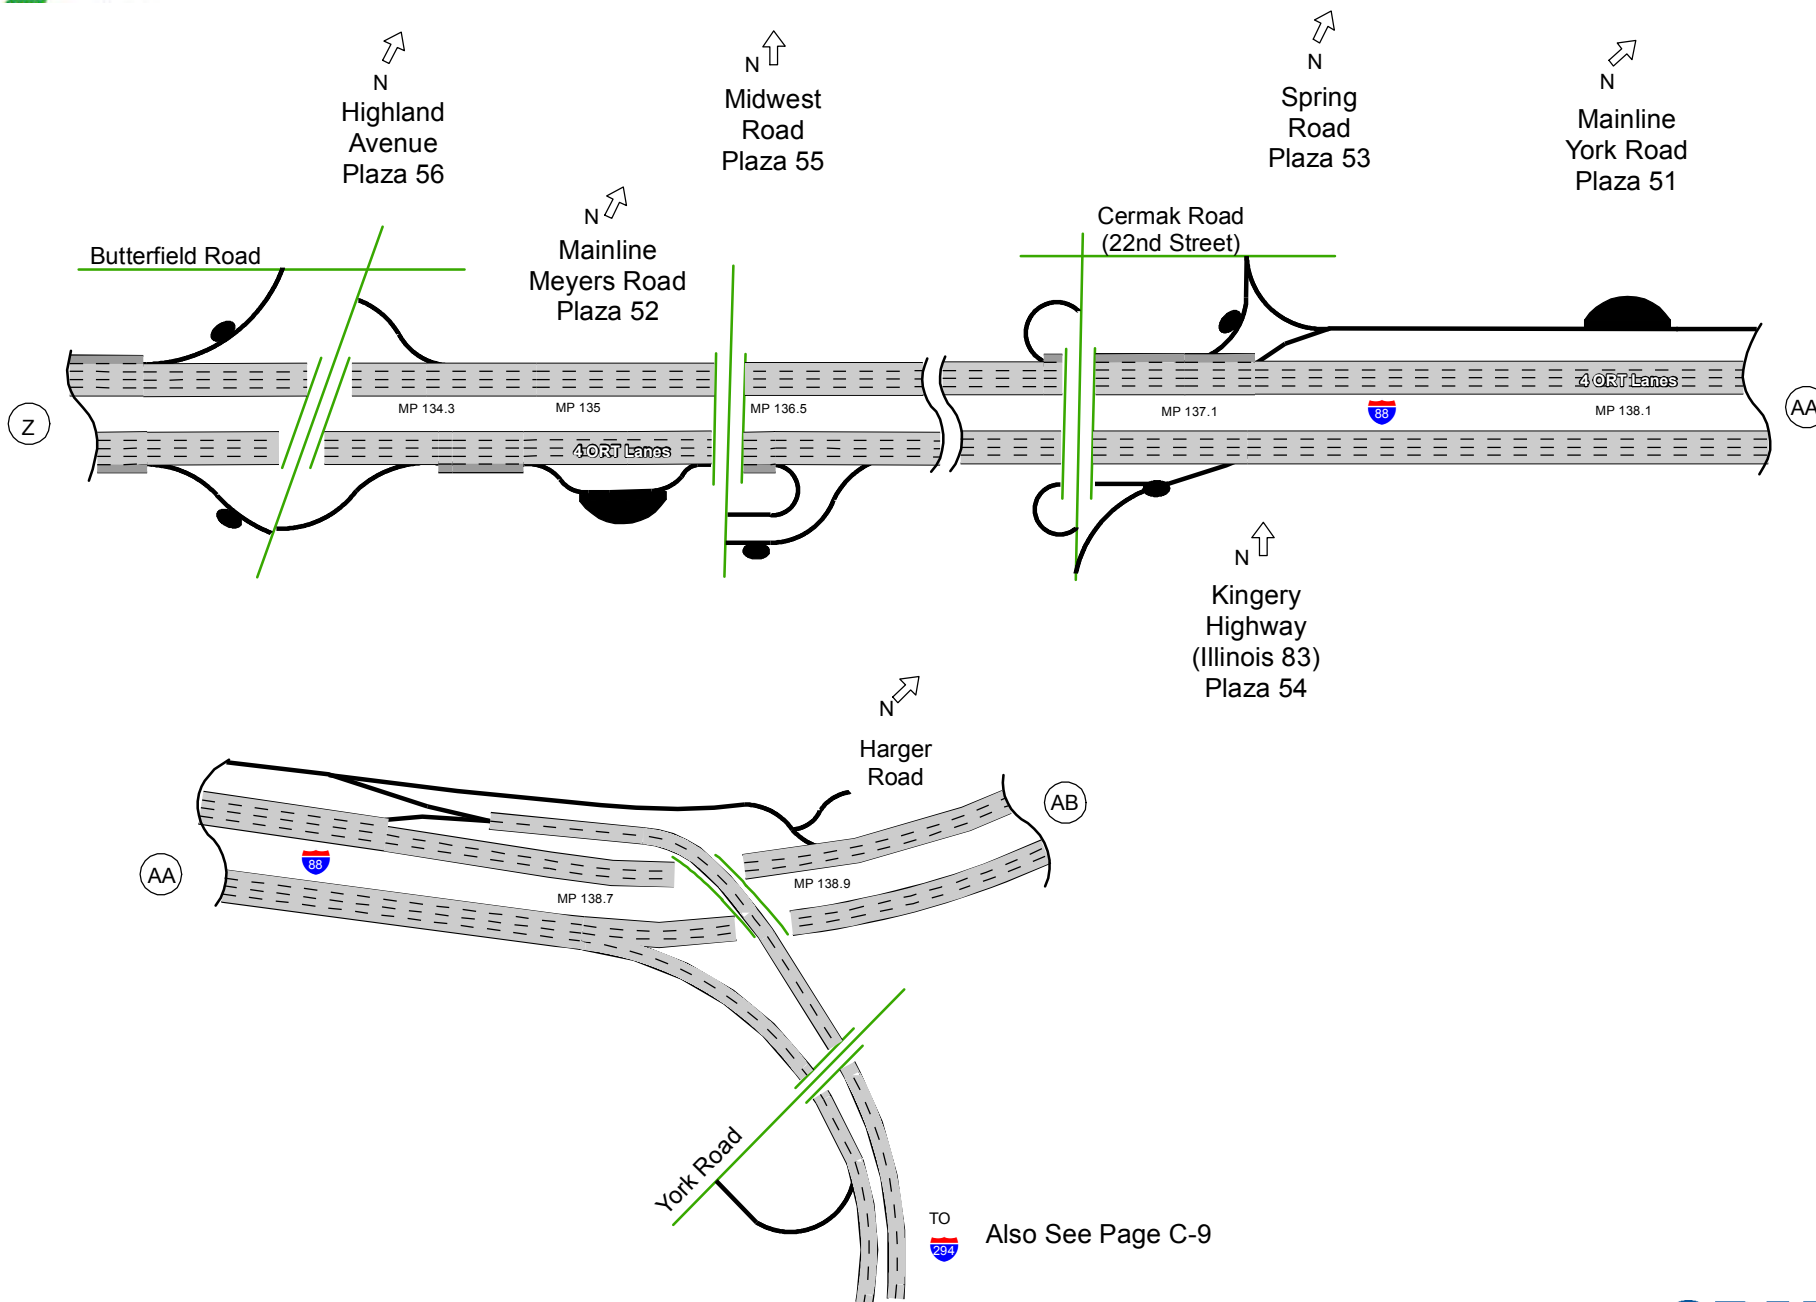 N
Highland
Avenue
Plaza 56
N
Midwest
Road
Plaza 55
N
Spring
Road
Plaza 53
N
Mainline
York Road
Plaza 51
N
Mainline
Meyers Road
Plaza 52
Butterfield Road
Cermak Road
(22nd Street)
4 ORT Lanes
MP 134.3
MP 135
MP 136.5
MP 137.1
88
MP 138.1
Z
AA
4 ORT Lanes
N
Kingery
Highway
(Illinois 83)
Plaza 54
N
Harger
Road
AB
88
AA
MP 138.7
MP 138.9
York Road
TO
294
Also See Page C-9